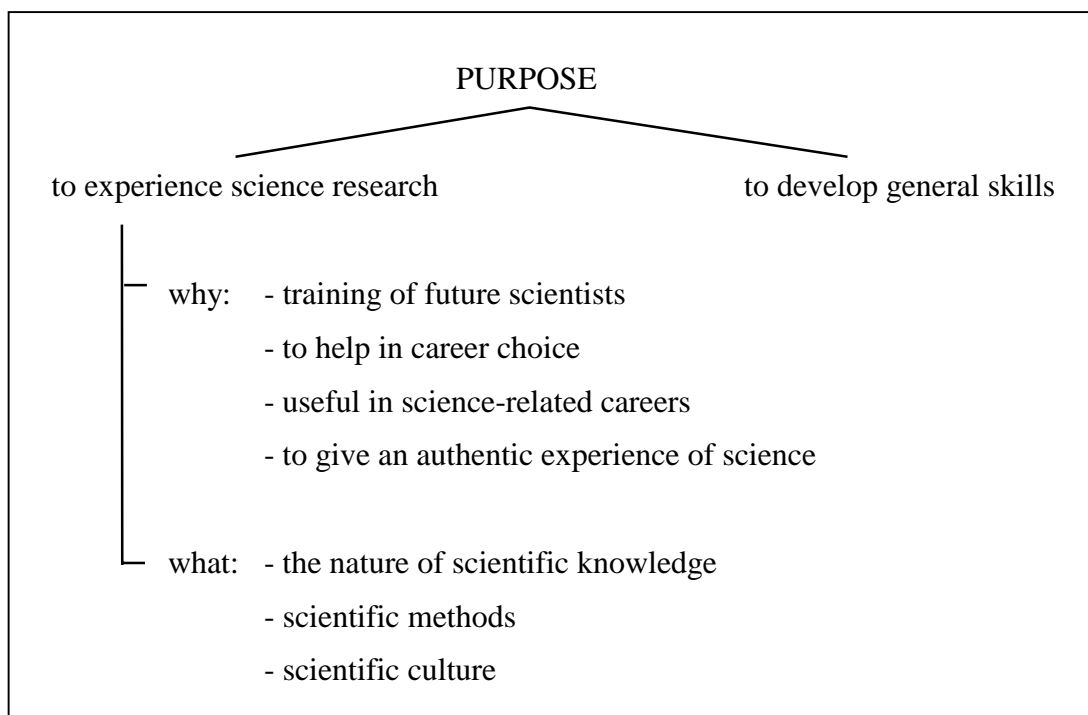 PURPOSE
to experience science research to develop general skills
why: - training of future scientists
- to help in career choice
- useful in science-related careers
- to give an authentic experience of science
what: - the nature of scientific knowledge
- scientific methods
- scientific culture